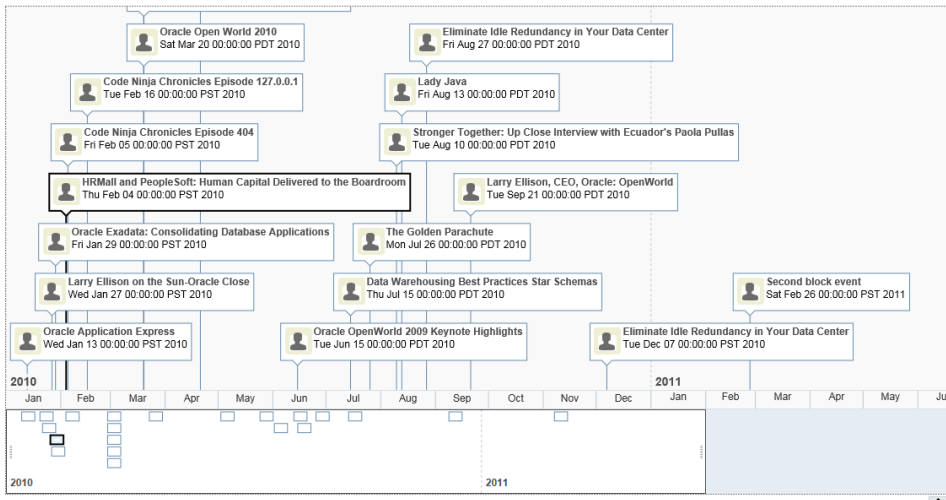 Oracle Open World 2010
Sat Mar 20 00:00:00 PDT 2010
Eliminate Idle Redundancy in Your Data Center
Fri Aug 27 00:00:00 PDT 2010
Code Ninja Chronicles Episode 127.0.0.1
Tue Feb 16 00:00:00 PST 2010
Lady Java
Fri Aug 13 00:00:00 PDT 2010
Code Ninja Chronicles Episode 404
Fri Feb 05 00:00:00 PST 2010
Stronger Together: Up Close Interview with Ecuador's Paola Pullas
Tue Aug 10 00:00:00 PDT 2010
HRMall and PeopleSoft: Human Capital Delivered to the Boardroom
Thu Feb 04 00:00:00 PST 2010
Larry Ellison, CEO, Oracle: OpenWorld
Tue Sep 21 00:00:00 PDT 2010
Oracle Exadata: Consolidating Database Applications
Fri Jan 29 00:00:00 PST 2010
The Golden Parachute
Mon Jul 26 00:00:00 PDT 2010
Larry Ellison on the Sun-Oracle Close
Wed Jan 27 00:00:00 PST 2010
Data Warehousing Best Practices Star Schemas
Thu Jul 15 00:00:00 PDT 2010
Second block event
Sat Feb 26 00:00:00 PST 2011
Oracle Application Express
Wed Jan 13 00:00:00 PST 2010
Oracle OpenWorld 2009 Keynote Highlights
Tue Jun 15 00:00:00 PDT 2010
Eliminate Idle Redundancy in Your Data Center
Tue Dec 07 00:00:00 PST 2010
2010 2011
Jan Feb Mar Apr May Jun Jul Aug Sep Oct Nov Dec Jan Feb Mar Apr May
2010 2011